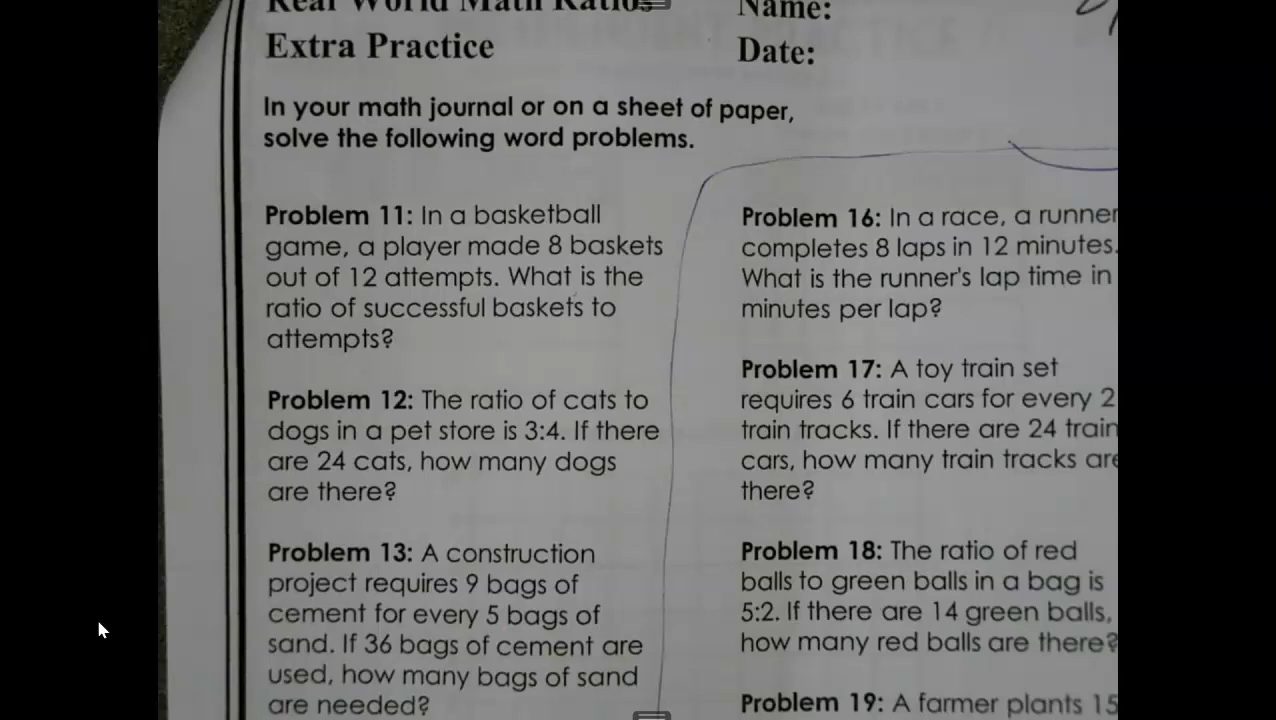 Real World Math Ratios
Extra Practice
Name:
Date:
In your math journal or on a sheet of paper,
solve the following word problems.
Problem 11: In a basketball
game, a player made 8 baskets
out of 12 attempts. What is the
ratio of successful baskets to
attempts?
Problem 12: The ratio of cats to
dogs in a pet store is 3:4. If there
are 24 cats, how many dogs
are there?
Problem 13: A construction
project requires 9 bags of
cement for every 5 bags of
sand. If 36 bags of cement are
used, how many bags of sand
are needed?
Problem 16: In a race, a runner
completes 8 laps in 12 minutes.
What is the runner's lap time in
minutes per lap?
Problem 17: A toy train set
requires 6 train cars for every 2
train tracks. If there are 24 train
cars, how many train tracks are
there?
Problem 18: The ratio of red
balls to green balls in a bag is
5:2. If there are 14 green balls,
how many red balls are there?
Problem 19: A farmer plants 15